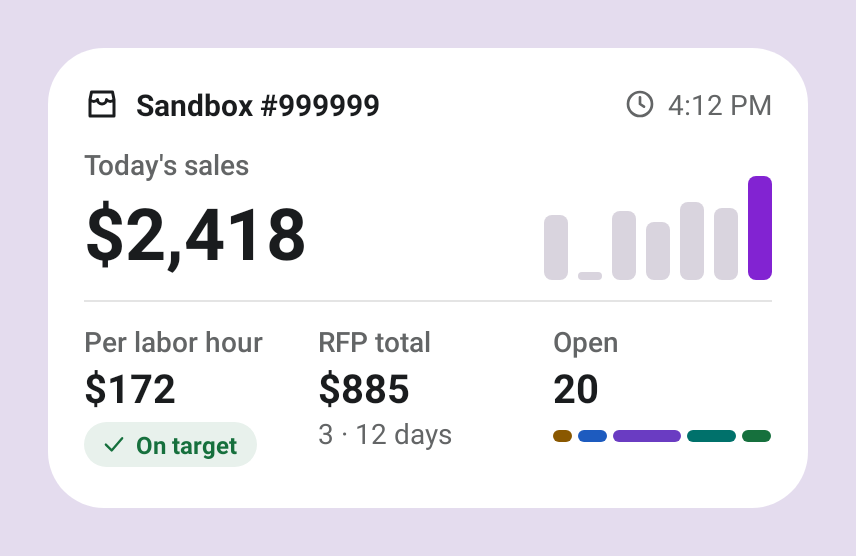 Sandbox #999999
4:12 PM
Today's sales
$2,418
Per labor hour
$172
On target
RFP total
$885
3 · 12 days
Open
20